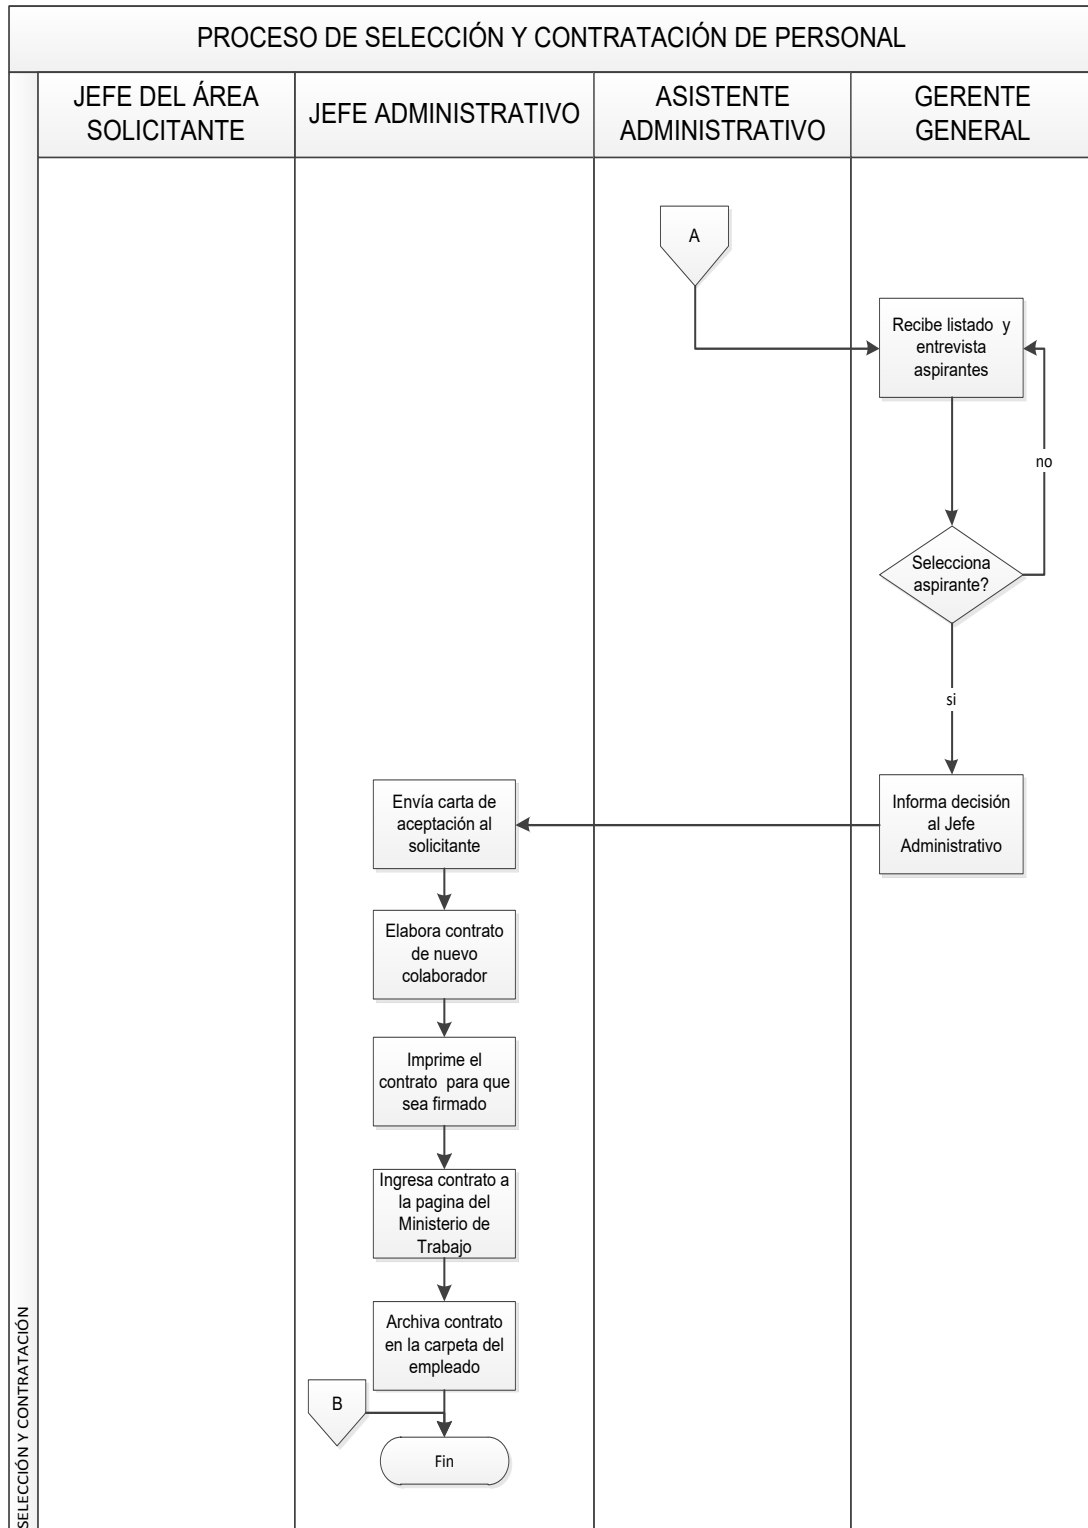 PROCESO DE SELECCIÓN Y CONTRATACIÓN DE PERSONAL
JEFE DEL ÁREA
SOLICITANTE
JEFE ADMINISTRATIVO
ASISTENTE
ADMINISTRATIVO
GERENTE
GENERAL
A
Recibe listado y
entrevista
aspirantes
no
Selecciona
aspirante?
si
Informa decisión
al Jefe
Administrativo
Envía carta de
aceptación al
solicitante
Elabora contrato
de nuevo
colaborador
Imprime el
contrato para que
sea firmado
Ingresa contrato a
la pagina del
Ministerio de
Trabajo
Archiva contrato
en la carpeta del
empleado
B
Fin
SELECCIÓN Y CONTRATACIÓN